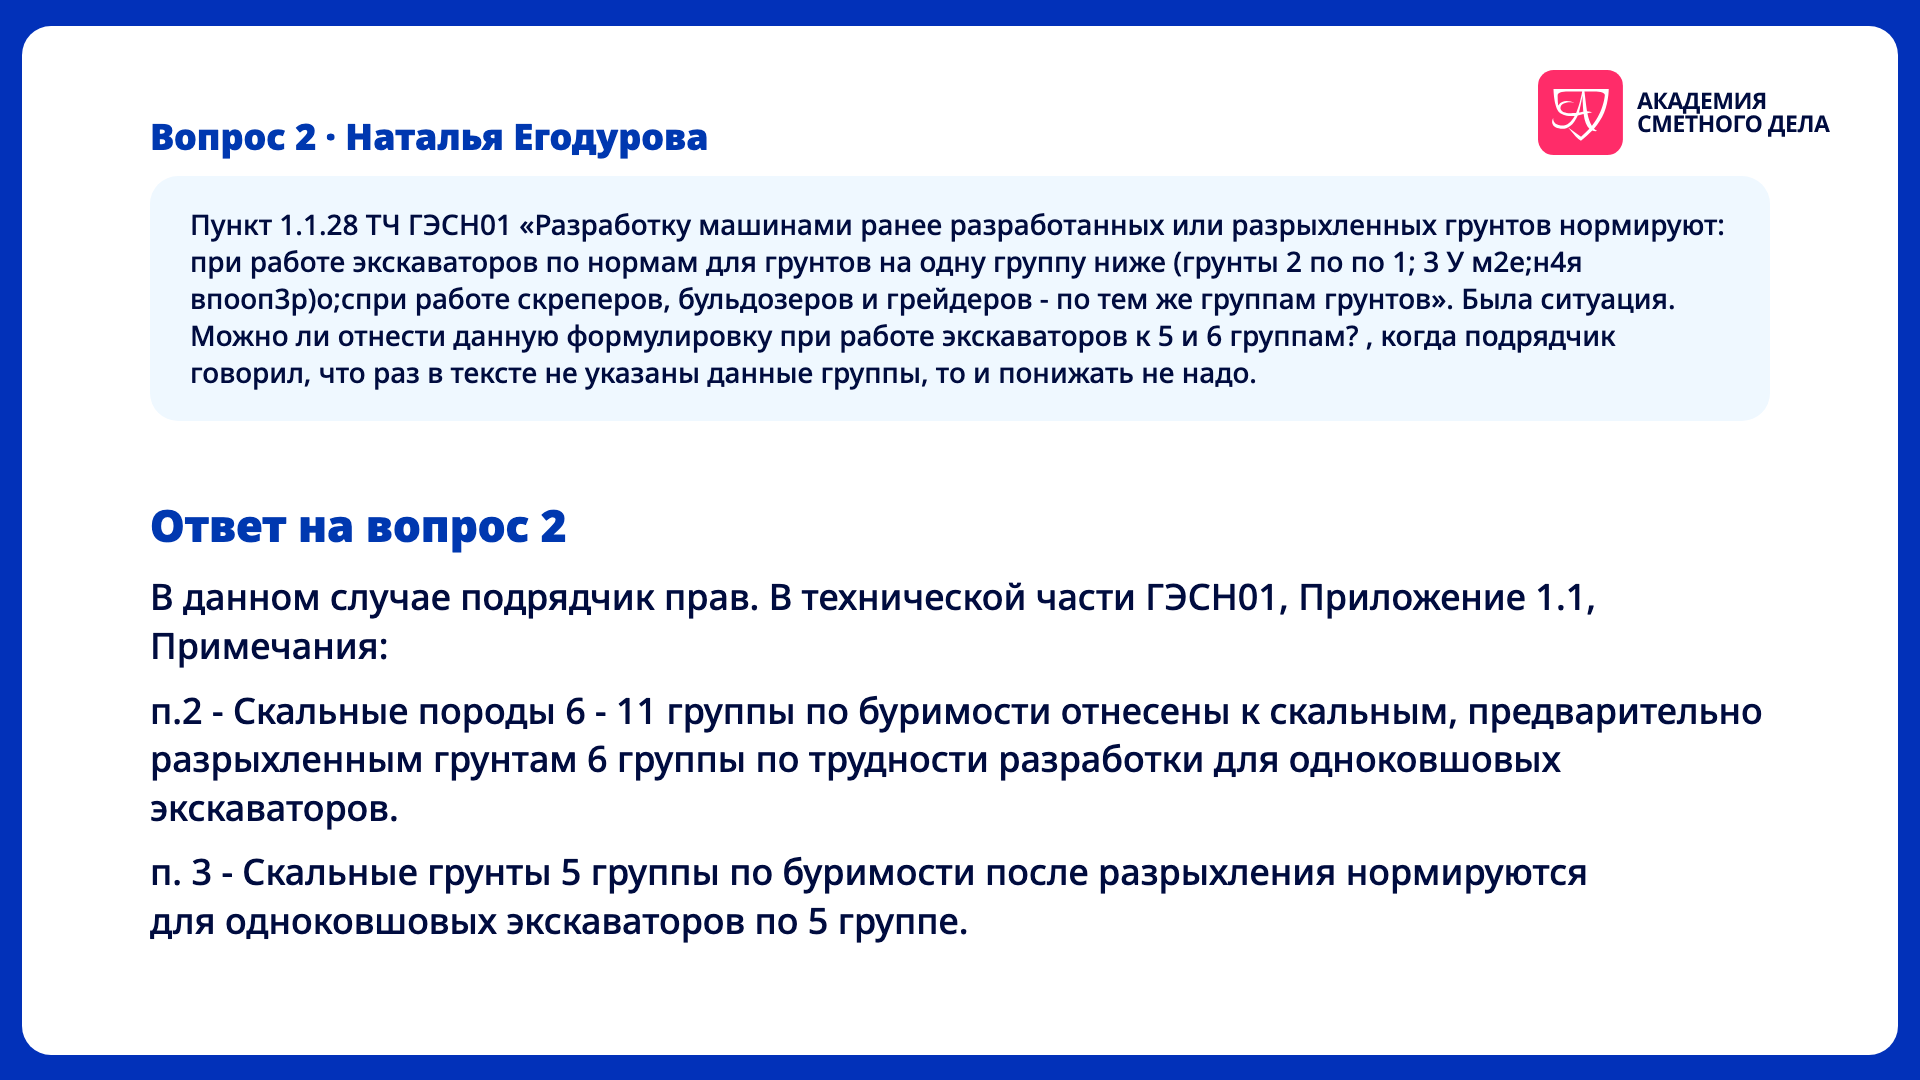 АКАДЕМИЯ
СМЕТНОГО ДЕЛА
Вопрос 2 · Наталья Егодурова
Пункт 1.1.28 ТЧ ГЭСН01 «Разработку машинами ранее разработанных или разрыхленных грунтов нормируют:
при работе экскаваторов по нормам для грунтов на одну группу ниже (грунты 2 по по 1; 3 У м2е;н4я
впооп3р)о;спри работе скреперов, бульдозеров и грейдеров - по тем же группам грунтов». Была ситуация.
Можно ли отнести данную формулировку при работе экскаваторов к 5 и 6 группам? , когда подрядчик
говорил, что раз в тексте не указаны данные группы, то и понижать не надо.
Ответ на вопрос 2
В данном случае подрядчик прав. В технической части ГЭСН01, Приложение 1.1,
Примечания:
п.2 - Скальные породы 6 - 11 группы по буримости отнесены к скальным, предварительно
разрыхленным грунтам 6 группы по трудности разработки для одноковшовых
экскаваторов.
п. 3 - Скальные грунты 5 группы по буримости после разрыхления нормируются
для одноковшовых экскаваторов по 5 группе.